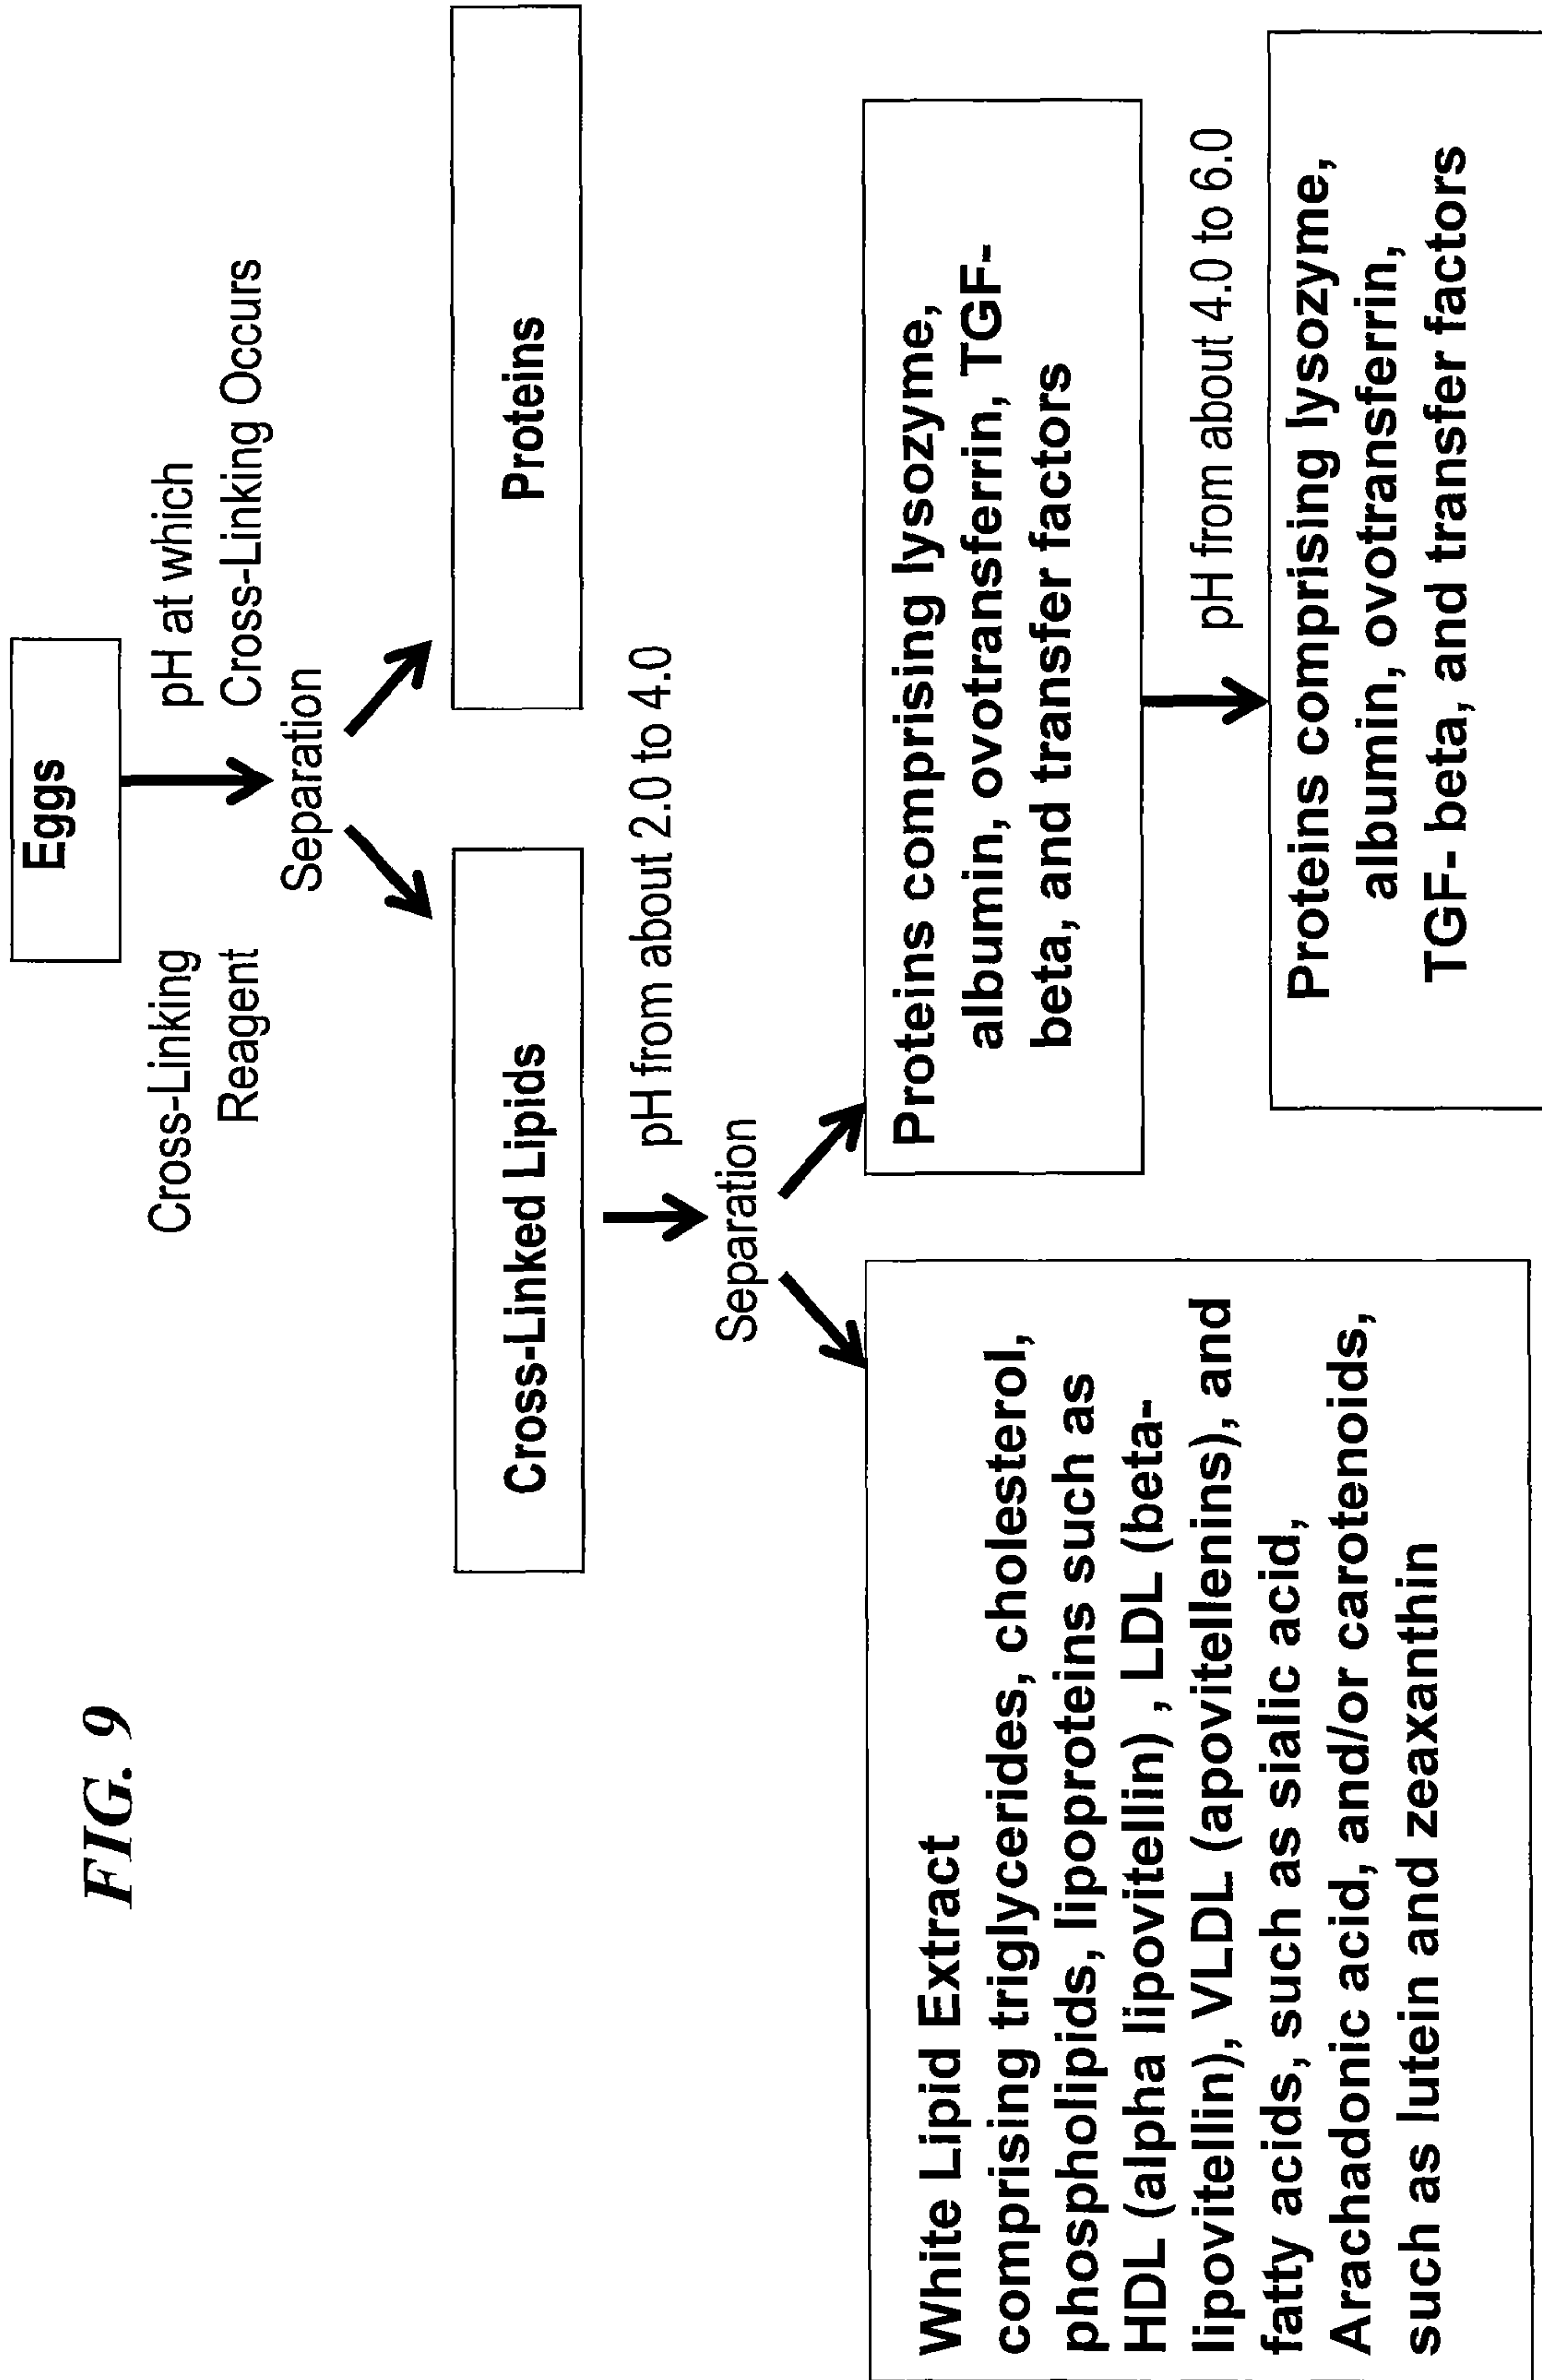 FIG. 9
Eggs
Cross-Linking
Reagent
pH at which
Cross-Linking Occurs
Separation
Cross-Linked Lipids
Proteins
pH from about 2.0 to 4.0
Separation
White Lipid Extract
comprising triglycerides, cholesterol,
phospholipids, lipoproteins such as
HDL (alpha lipovitellin) , LDL (beta-
lipovitellin), VLDL (apovitellenins), and
fatty acids, such as sialic acid,
Arachadonic acid, and/or carotenoids,
such as lutein and zeaxanthin
Proteins comprising lysozyme,
albumin, ovotransferrin, TGF-
beta, and transfer factors
pH from about 4.0 to 6.0
Proteins comprising lysozyme,
albumin, ovotransferrin,
TGF- beta, and transfer factors